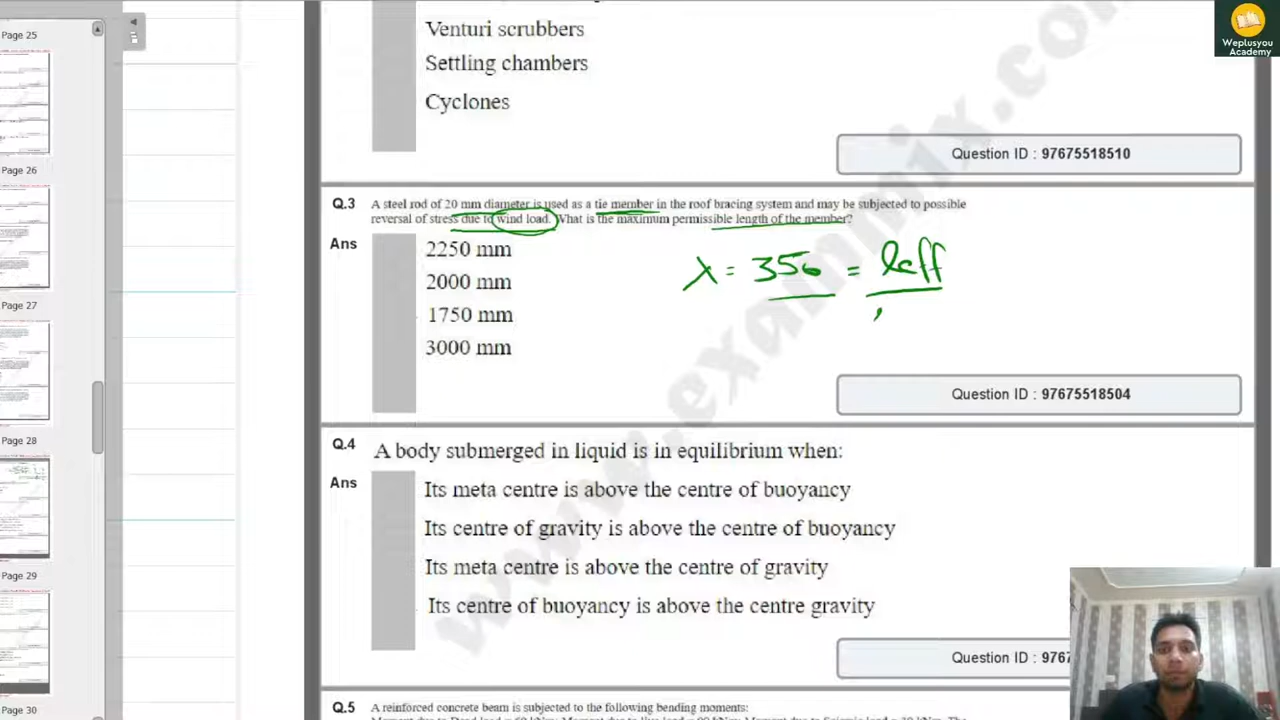 Page 25
Page 26
Page 27
Page 28
Page 29
Page 30
Weplusyou
Academy
Venturi scrubbers
Settling chambers
Cyclones
Question ID : 97675518510
Q.3 A steel rod of 20 mm diameter is used as a tie member in the roof bracing system and may be subjected to possible
reversal of stress due to wind load. What is the maximum permissible length of the member?
Ans
2250 mm
2000 mm
1750 mm
3000 mm
λ = 350 = leff
Question ID : 97675518504
Q.4 A body submerged in liquid is in equilibrium when:
Ans
Its meta centre is above the centre of buoyancy
Its centre of gravity is above the centre of buoyancy
Its meta centre is above the centre of gravity
Its centre of buoyancy is above the centre gravity
Question ID : 9767
Q.5 A reinforced concrete beam is subjected to the following bending moments:
www.exammix.com